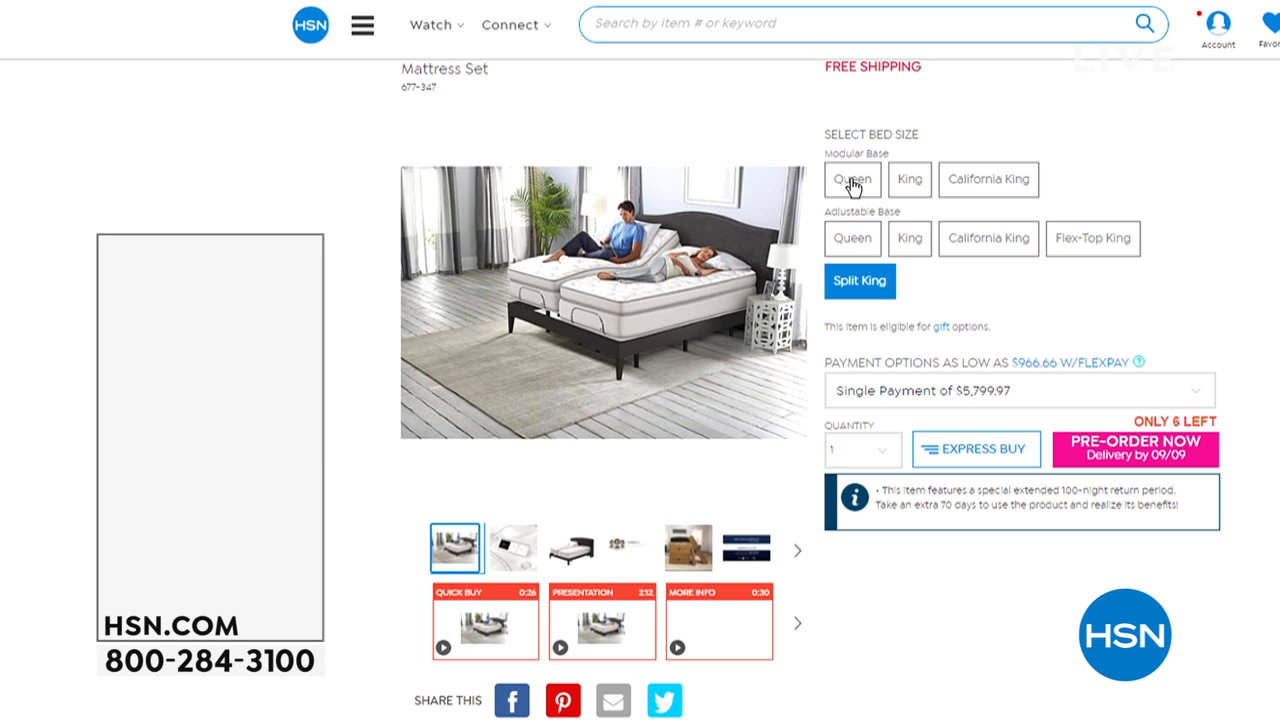 HSN
Watch
Connect
Search by item # or keyword
Account
Favor
LIVE
Mattress Set
677-347
FREE SHIPPING
SELECT BED SIZE
Modular Base
Queen King California King
Adjustable Base
Queen King California King Flex-Top King
Split King
This item is eligible for gift options.
PAYMENT OPTIONS AS LOW AS $966.66 W/FLEXPAY ?
Single Payment of $5,799.97
ONLY 6 LEFT
QUANTITY
1
EXPRESS BUY
PRE-ORDER NOW
Delivery by 09/09
i
• This item features a special extended 100-night return period.
Take an extra 70 days to use the product and realize its benefits!
QUICK BUY 0:26
PRESENTATION 2:12
MORE INFO 0:30
HSN.COM
800-284-3100
HSN
SHARE THIS